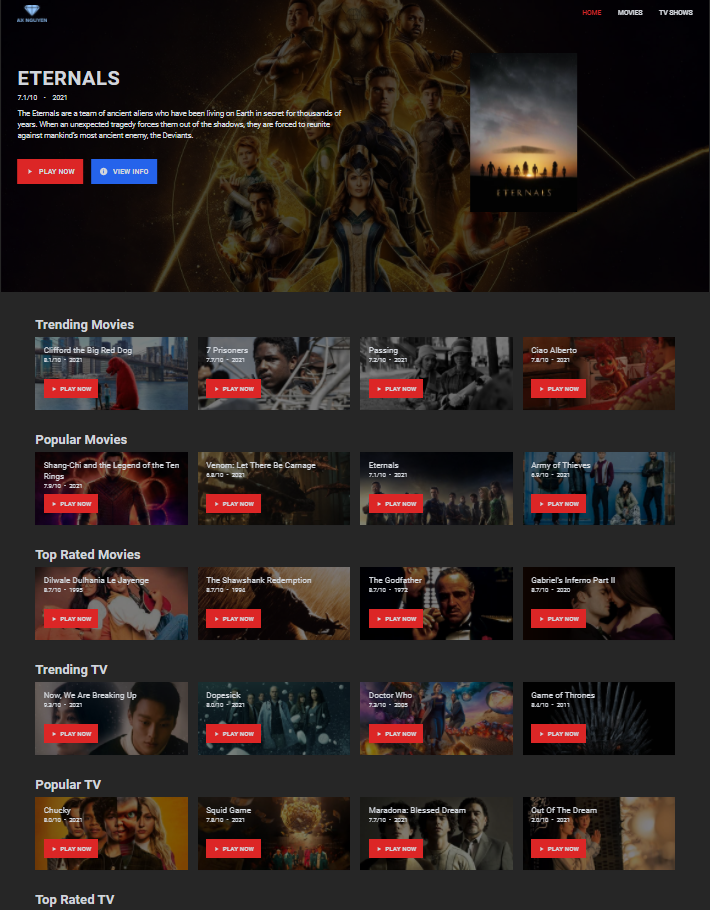 AX NGUYEN
HOME MOVIES TV SHOWS
ETERNALS
7.1/10 - 2021
The Eternals are a team of ancient aliens who have been living on Earth in secret for thousands of
years. When an unexpected tragedy forces them out of the shadows, they are forced to reunite
against mankind's most ancient enemy, the Deviants.
PLAY NOW VIEW INFO
ETERNALS
Trending Movies
Clifford the Big Red Dog 7 Prisoners Passing Ciao Alberto
8.1/10 - 2021 7.7/10 - 2021 7.2/10 - 2021 7.8/10 - 2021
PLAY NOW PLAY NOW PLAY NOW PLAY NOW
Popular Movies
Shang-Chi and the Legend of the Ten Venom: Let There Be Carnage Eternals Army of Thieves
Rings 6.8/10 - 2021 7.1/10 - 2021 6.9/10 - 2021
7.9/10 - 2021
PLAY NOW PLAY NOW PLAY NOW PLAY NOW
Top Rated Movies
Dilwale Dulhania Le Jayenge The Shawshank Redemption The Godfather Gabriel's Inferno Part II
8.7/10 - 1995 8.7/10 - 1994 8.7/10 - 1972 8.7/10 - 2020
PLAY NOW PLAY NOW PLAY NOW PLAY NOW
Trending TV
Now, We Are Breaking Up Dopesick Doctor Who Game of Thrones
9.3/10 - 2021 8.0/10 - 2021 7.3/10 - 2005 8.4/10 - 2011
PLAY NOW PLAY NOW PLAY NOW PLAY NOW
Popular TV
Chucky Squid Game Maradona: Blessed Dream Out Of The Dream
8.0/10 - 2021 7.8/10 - 2021 7.7/10 - 2021 2.0/10 - 2021
PLAY NOW PLAY NOW PLAY NOW PLAY NOW
Top Rated TV